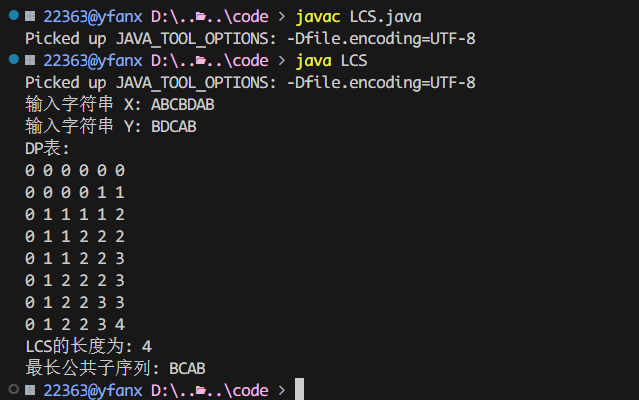 22363@yfanx D:\..\..\code > javac LCS.java
Picked up JAVA_TOOL_OPTIONS: -Dfile.encoding=UTF-8
22363@yfanx D:\..\..\code > java LCS
Picked up JAVA_TOOL_OPTIONS: -Dfile.encoding=UTF-8
输入字符串 X: ABCBDAB
输入字符串 Y: BDCAB
DP表:
0 0 0 0 0 0
0 0 0 0 1 1
0 1 1 1 1 2
0 1 1 2 2 2
0 1 1 2 2 3
0 1 2 2 2 3
0 1 2 2 3 3
0 1 2 2 3 4
LCS的长度为: 4
最长公共子序列: BCAB
22363@yfanx D:\..\..\code >